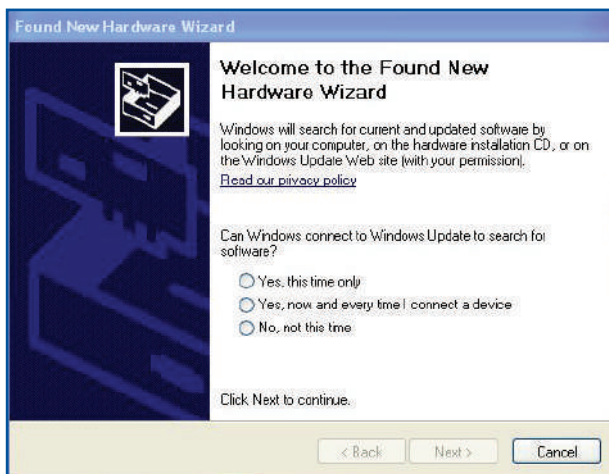 Found New Hardware Wizard
Welcome to the Found New
Hardware Wizard
Windows will search for current and updated software by
looking on your computer, on the hardware installation CD, or on
the Windows Update Web site (with your permission).
Read our privacy policy
Can Windows connect to Windows Update to search for
software?
Yes, this time only
Yes, now and every time I connect a device
No, not this time
Click Next to continue.
< Back
Next >
Cancel